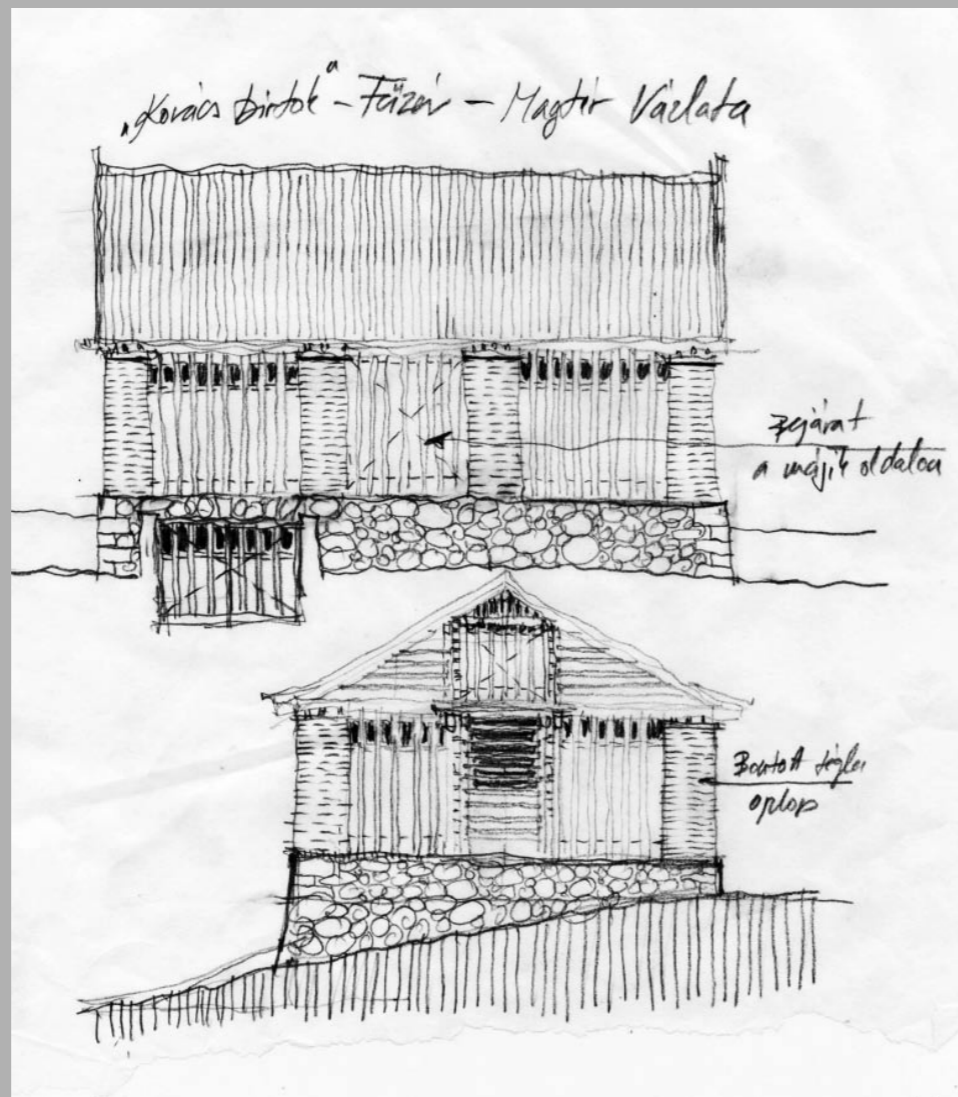 „Kovács birtok" - Füzér - Magtár Vázlata
Bejárat
a másik oldalon
Bontott tégla
oszlop